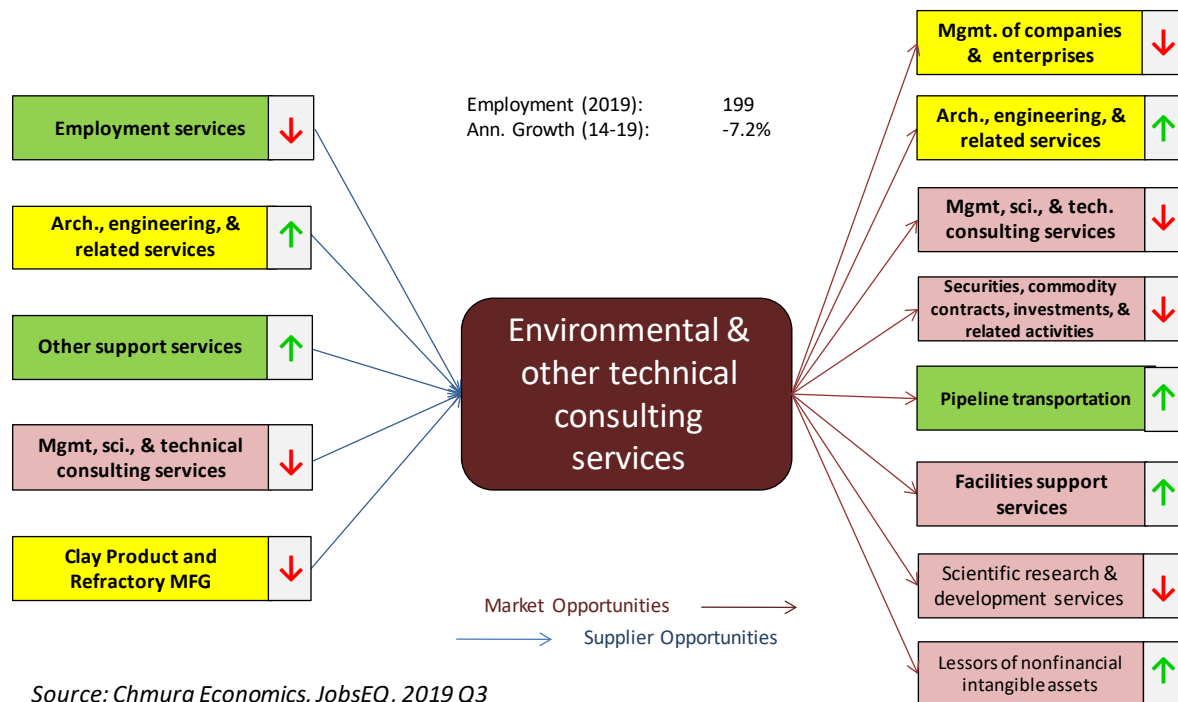 Mgmt. of companies
& enterprises
Employment (2019): 199
Ann. Growth (14-19): -7.2%
Employment services
Arch., engineering, &
related services
Arch., engineering, &
related services
Mgmt, sci., & tech.
consulting services
Securities, commodity
contracts, investments, &
related activities
Other support services
Environmental &
other technical
consulting
services
Pipeline transportation
Mgmt, sci., & technical
consulting services
Facilities support
services
Clay Product and
Refractory MFG
Scientific research &
development services
Market Opportunities
Supplier Opportunities
Lessors of nonfinancial
intangible assets
Source: Chmura Economics, JobsEQ, 2019 Q3